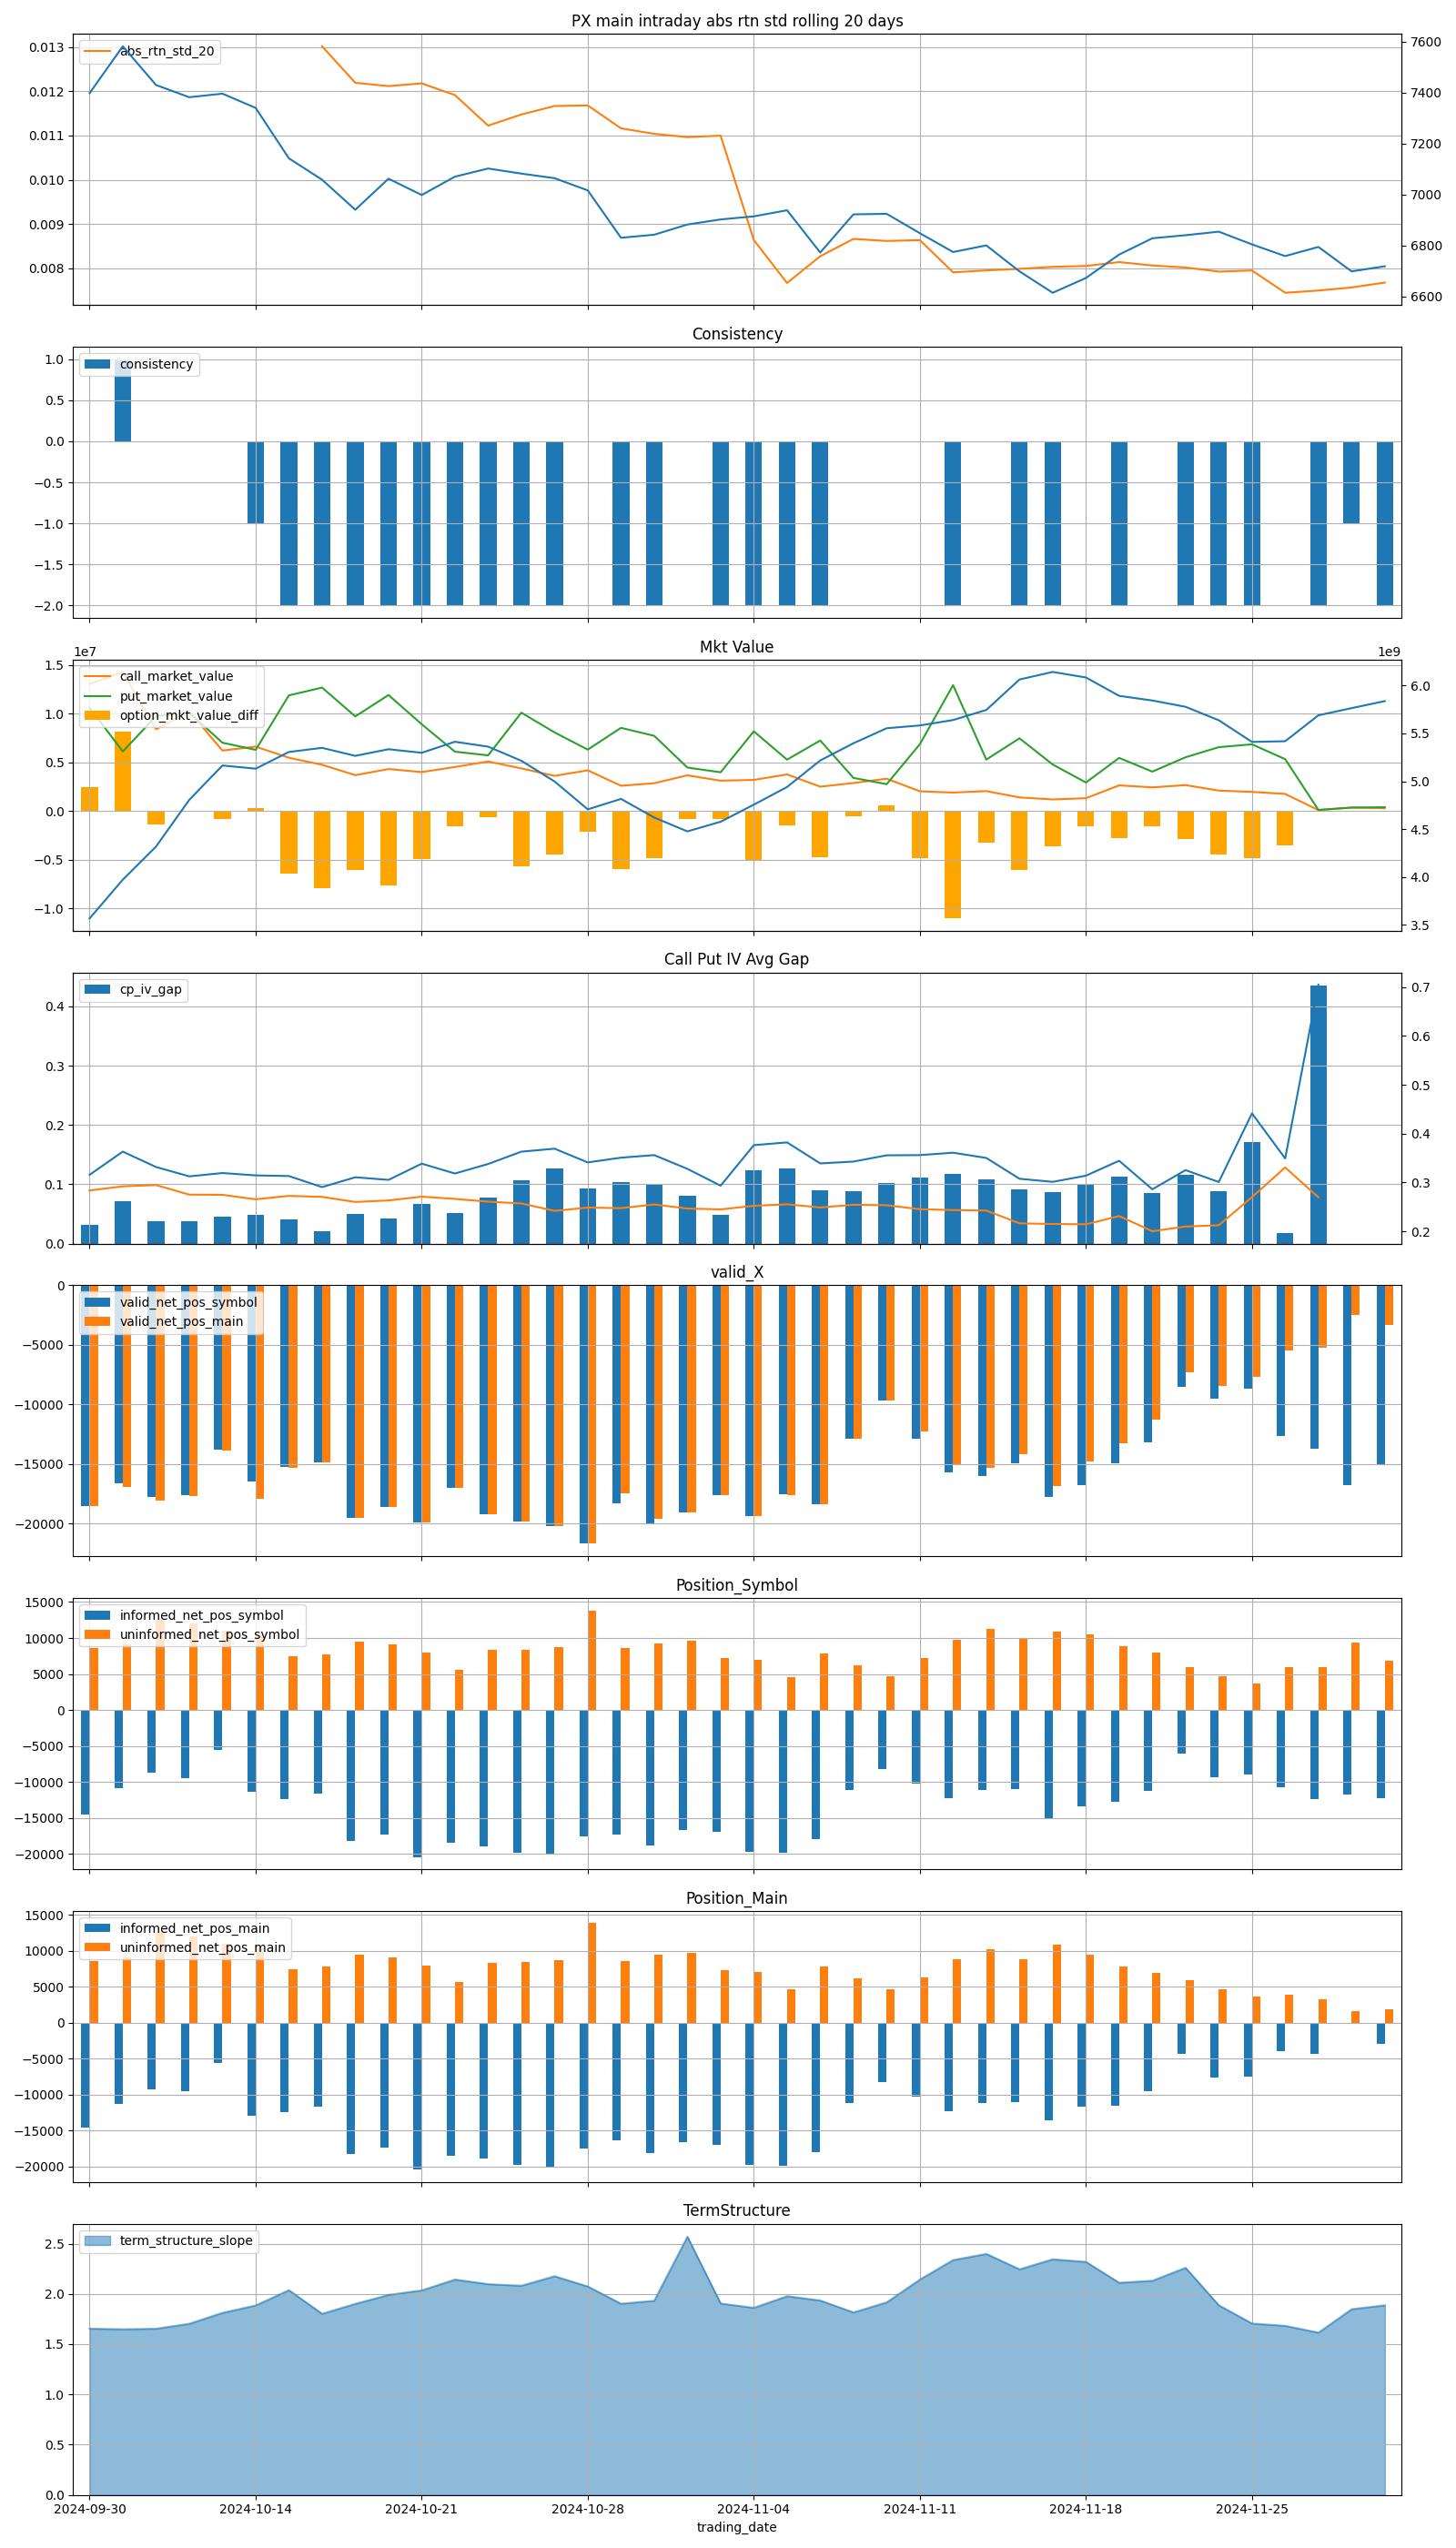 PX main intraday abs rtn std rolling 20 days
abs_rtn_std_20
0.013
0.012
0.011
0.010
0.009
0.008
7600
7400
7200
7000
6800
6600
Consistency
consistency
1.0
0.5
0.0
−0.5
−1.0
−1.5
−2.0
Mkt Value
1e7
1e9
call_market_value
put_market_value
option_mkt_value_diff
1.5
1.0
0.5
0.0
−0.5
−1.0
6.0
5.5
5.0
4.5
4.0
3.5
Call Put IV Avg Gap
cp_iv_gap
0.4
0.3
0.2
0.1
0.0
0.7
0.6
0.5
0.4
0.3
0.2
valid_X
valid_net_pos_symbol
valid_net_pos_main
0
−5000
−10000
−15000
−20000
Position_Symbol
informed_net_pos_symbol
uninformed_net_pos_symbol
15000
10000
5000
0
−5000
−10000
−15000
−20000
Position_Main
informed_net_pos_main
uninformed_net_pos_main
15000
10000
5000
0
−5000
−10000
−15000
−20000
TermStructure
term_structure_slope
2.5
2.0
1.5
1.0
0.5
0.0
2024-09-30 2024-10-14 2024-10-21 2024-10-28 2024-11-04 2024-11-11 2024-11-18 2024-11-25
trading_date